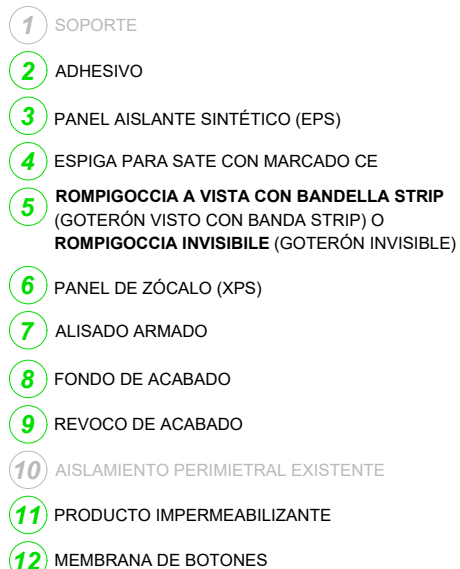 1 SOPORTE
2 ADHESIVO
3 PANEL AISLANTE SINTÉTICO (EPS)
4 ESPIGA PARA SATE CON MARCADO CE
5 ROMPIGOCCIA A VISTA CON BANDELLA STRIP
(GOTERÓN VISTO CON BANDA STRIP) O
ROMPIGOCCIA INVISIBILE (GOTERÓN INVISIBLE)
6 PANEL DE ZÓCALO (XPS)
7 ALISADO ARMADO
8 FONDO DE ACABADO
9 REVOCO DE ACABADO
10 AISLAMIENTO PERIMIETRAL EXISTENTE
11 PRODUCTO IMPERMEABILIZANTE
12 MEMBRANA DE BOTONES